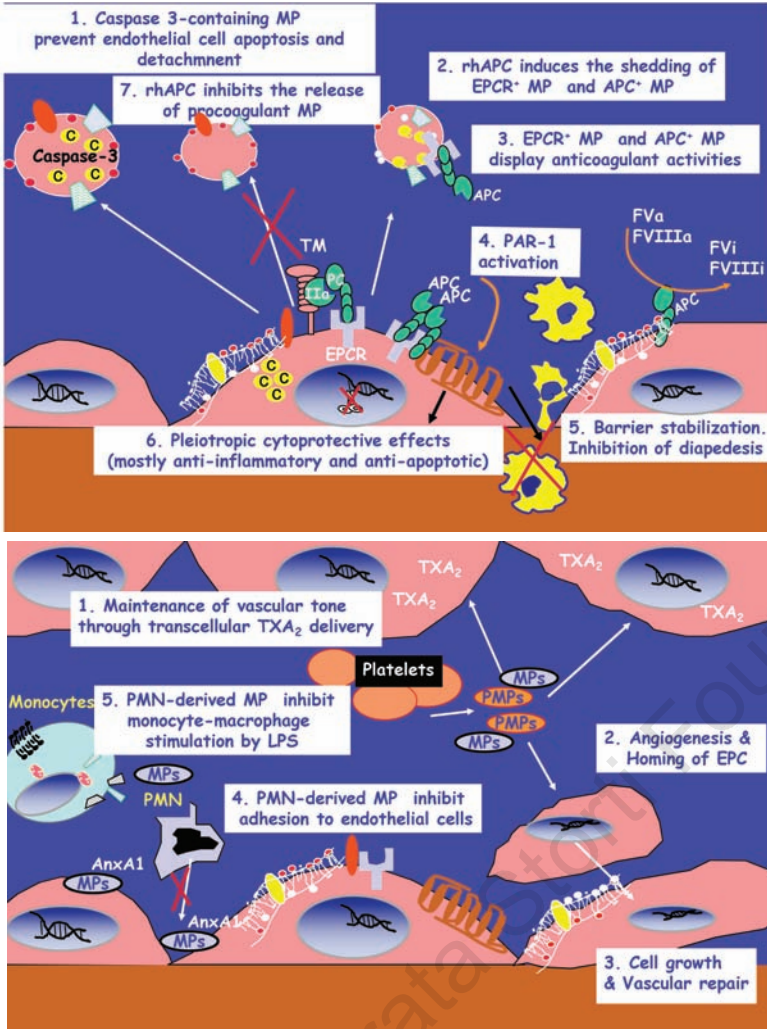 1. Caspase 3-containing MP
prevent endothelial cell apoptosis and
detachmnent
7. rhAPC inhibits the release
of procoagulant MP
2. rhAPC induces the shedding of
EPCR⁺ MP and APC⁺ MP
3. EPCR⁺ MP and APC⁺ MP
display anticoagulant activities
C
C
Caspase-3
C
C
C
APC
TM
PC
IIa
EPCR
APC
APC
4. PAR-1
activation
FVa
FVIIIa
FVi
FVIIIi
APC
C
C
C
C
C
6. Pleiotropic cytoprotective effects
(mostly anti-inflammatory and anti-apoptotic)
5. Barrier stabilization.
Inhibition of diapedesis
TXA₂
TXA₂
TXA₂
TXA₂
1. Maintenance of vascular tone
through transcellular TXA₂ delivery
Platelets
MPs
PMPs
PMPs
MPs
Monocytes
5. PMN-derived MP inhibit
monocyte-macrophage
stimulation by LPS
MPs
PMN
2. Angiogenesis &
Homing of EPC
4. PMN-derived MP inhibit
adhesion to endothelial cells
AnxA1
MPs
AnxA1
MPs
3. Cell growth
& Vascular repair
rata Storti Fou